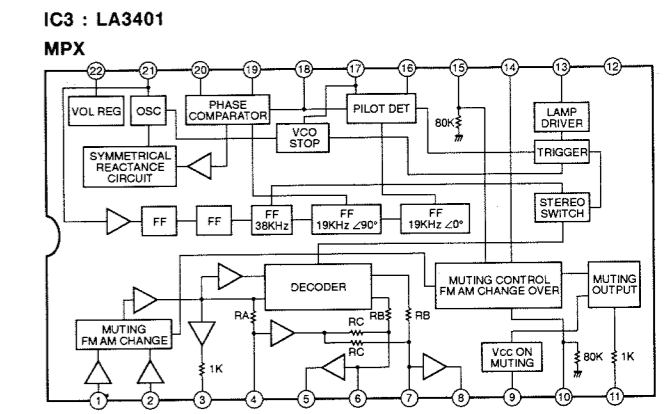 IC3 : LA3401
MPX
22 21 20 19 18 17 16 15 14 13 12
VOL REG
OSC
PHASE
COMPARATOR
VCO
STOP
PILOT DET
80K
LAMP
DRIVER
TRIGGER
SYMMETRICAL
REACTANCE
CIRCUIT
STEREO
SWITCH
FF
FF
FF
38KHz
FF
19KHz ∠90°
FF
19KHz ∠0°
DECODER
MUTING CONTROL
FM AM CHANGE OVER
MUTING
OUTPUT
MUTING
FM AM CHANGE
RA
RB
RB
RC
RC
1K
Vcc ON
MUTING
80K
1K
1 2 3 4 5 6 7 8 9 10 11